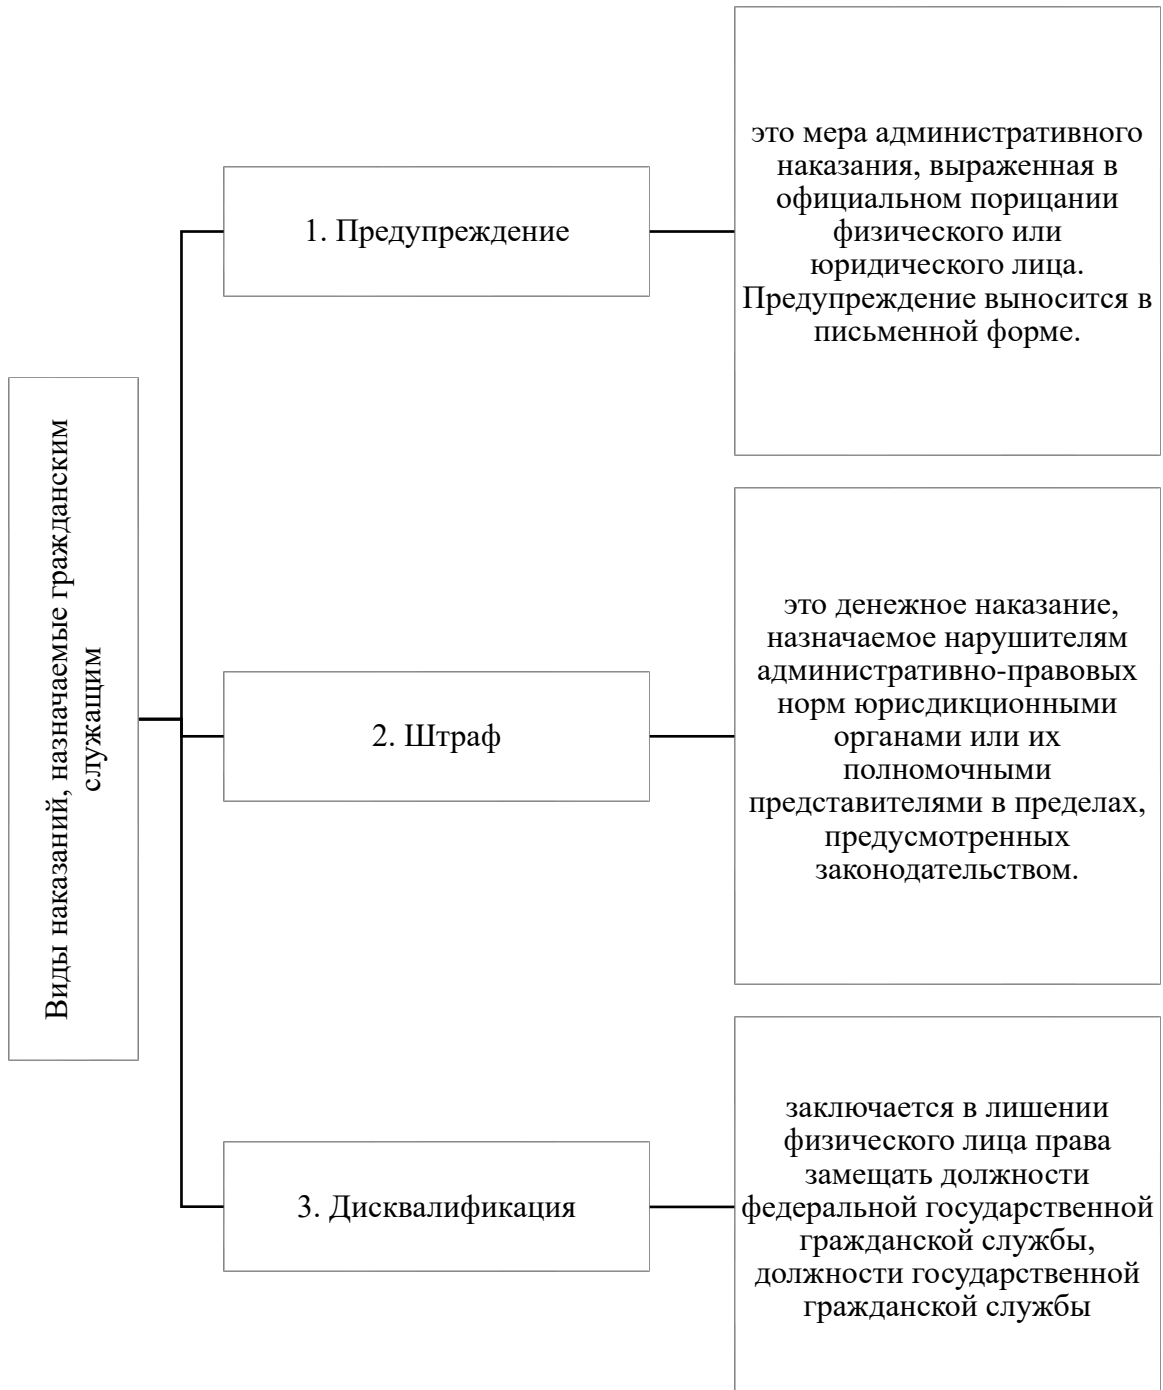 Виды наказаний, назначаемые гражданским
служащим
1. Предупреждение
это мера административного
наказания, выраженная в
официальном порицании
физического или
юридического лица.
Предупреждение выносится в
письменной форме.
2. Штраф
это денежное наказание,
назначаемое нарушителям
административно-правовых
норм юрисдикционными
органами или их
полномочными
представителями в пределах,
предусмотренных
законодательством.
3. Дисквалификация
заключается в лишении
физического лица права
замещать должности
федеральной государственной
гражданской службы,
должности государственной
гражданской службы